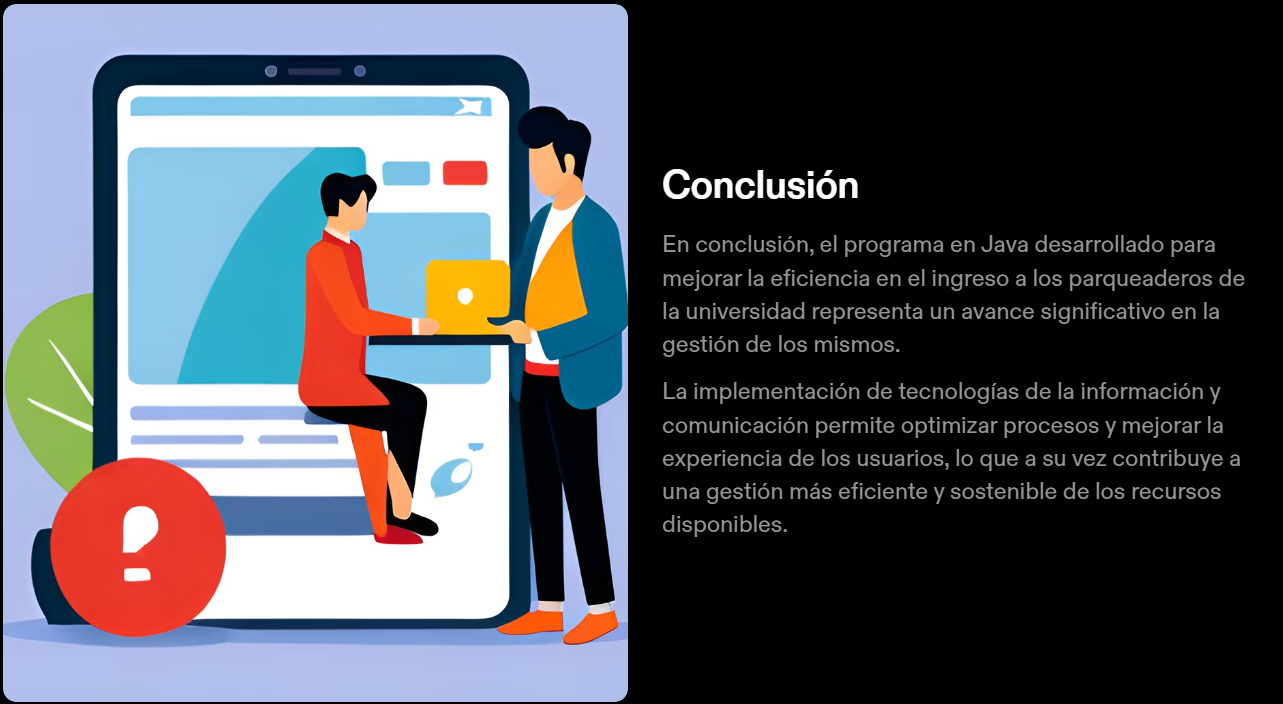 Conclusión
En conclusión, el programa en Java desarrollado para
mejorar la eficiencia en el ingreso a los parqueaderos de
la universidad representa un avance significativo en la
gestión de los mismos.
La implementación de tecnologías de la información y
comunicación permite optimizar procesos y mejorar la
experiencia de los usuarios, lo que a su vez contribuye a
una gestión más eficiente y sostenible de los recursos
disponibles.